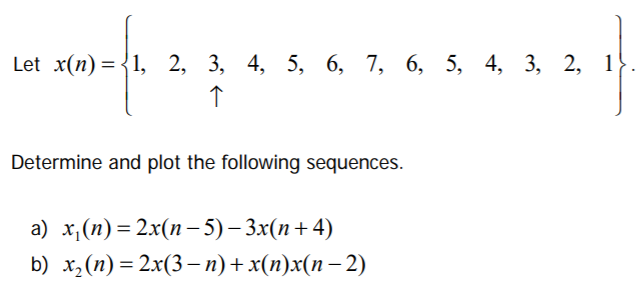 Let x(n) = {1, 2, 3, 4, 5, 6, 7, 6, 5, 4, 3, 2, 1}.
↑
Determine and plot the following sequences.
a) x₁(n) = 2x(n – 5) – 3x(n + 4)
b) x₂(n) = 2x(3 – n) + x(n)x(n – 2)